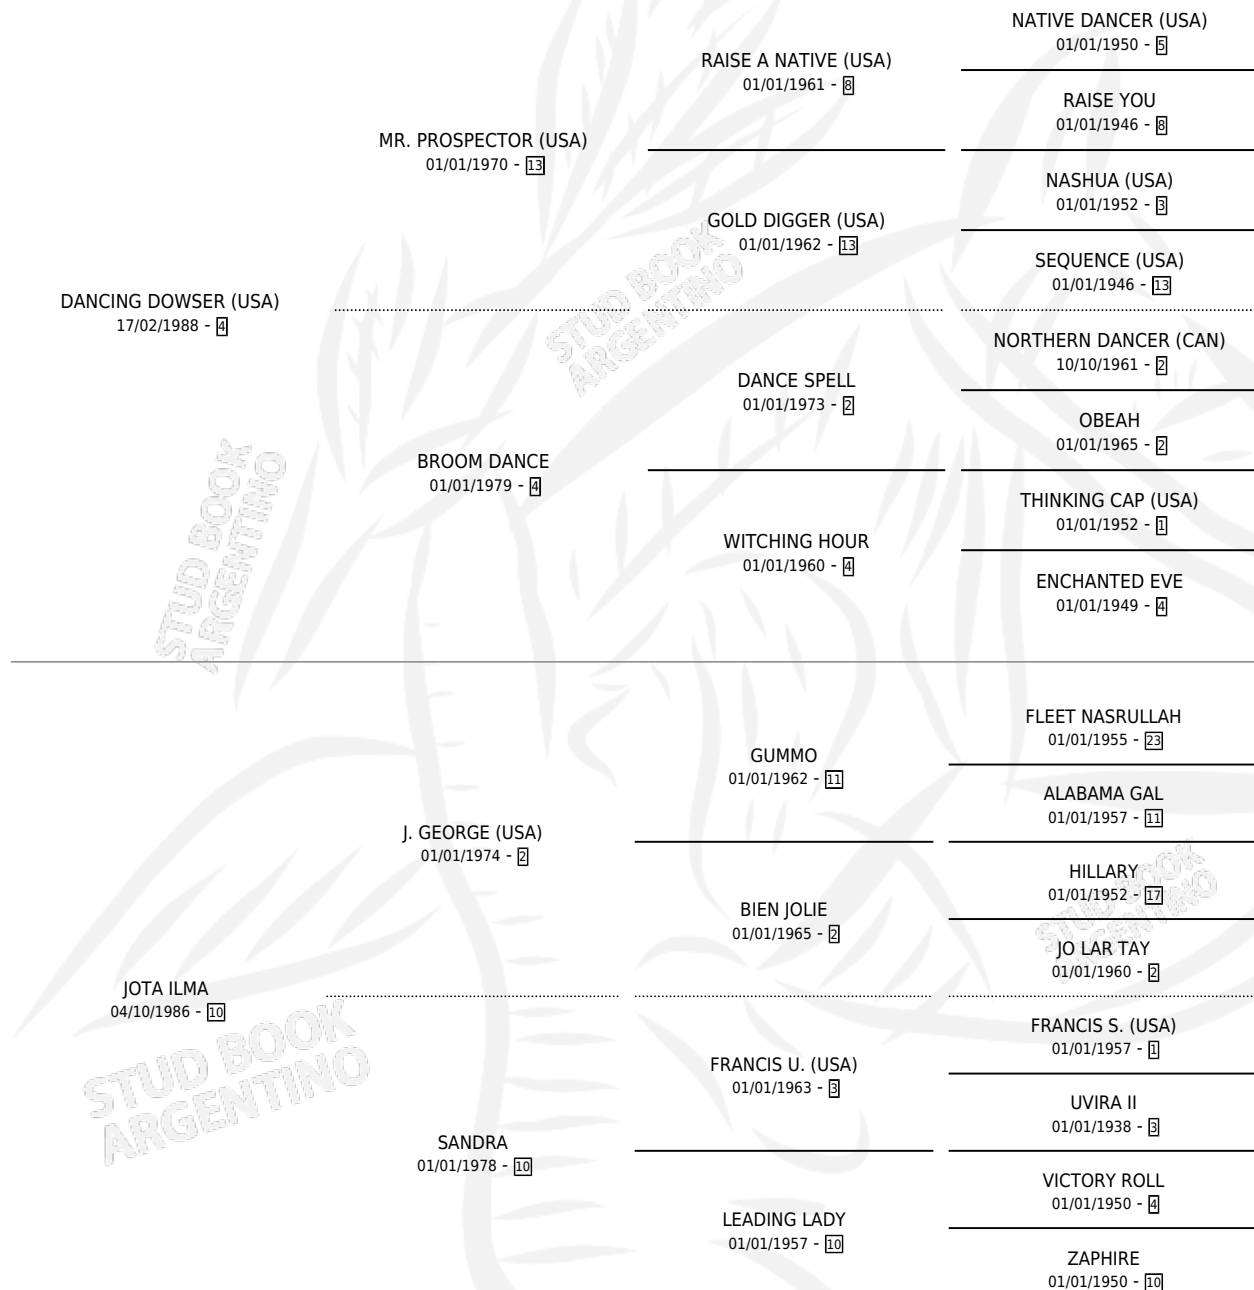 NATIVE DANCER (USA)
01/01/1950 - 5
RAISE A NATIVE (USA)
01/01/1961 - 8
RAISE YOU
01/01/1946 - 8
MR. PROSPECTOR (USA)
01/01/1970 - 13
NASHUA (USA)
01/01/1952 - 3
GOLD DIGGER (USA)
01/01/1962 - 13
SEQUENCE (USA)
01/01/1946 - 13
DANCING DOWSER (USA)
17/02/1988 - 4
NORTHERN DANCER (CAN)
10/10/1961 - 2
DANCE SPELL
01/01/1973 - 2
OBEAH
01/01/1965 - 2
BROOM DANCE
01/01/1979 - 4
THINKING CAP (USA)
01/01/1952 - 1
WITCHING HOUR
01/01/1960 - 4
ENCHANTED EVE
01/01/1949 - 4
FLEET NASRULLAH
01/01/1955 - 23
GUMMO
01/01/1962 - 11
ALABAMA GAL
01/01/1957 - 11
J. GEORGE (USA)
01/01/1974 - 2
HILLARY
01/01/1952 - 17
BIEN JOLIE
01/01/1965 - 2
JO LAR TAY
01/01/1960 - 2
JOTA ILMA
04/10/1986 - 10
FRANCIS S. (USA)
01/01/1957 - 1
FRANCIS U. (USA)
01/01/1963 - 3
UVIRA II
01/01/1938 - 3
SANDRA
01/01/1978 - 10
VICTORY ROLL
01/01/1950 - 4
LEADING LADY
01/01/1957 - 10
ZAPHIRE
01/01/1950 - 10
STUD BOOK
ARGENTINO
STUD BOOK
ARGENTINO
STUD BOOK
ARGENTINO
STUD BOOK
ARGENTINO